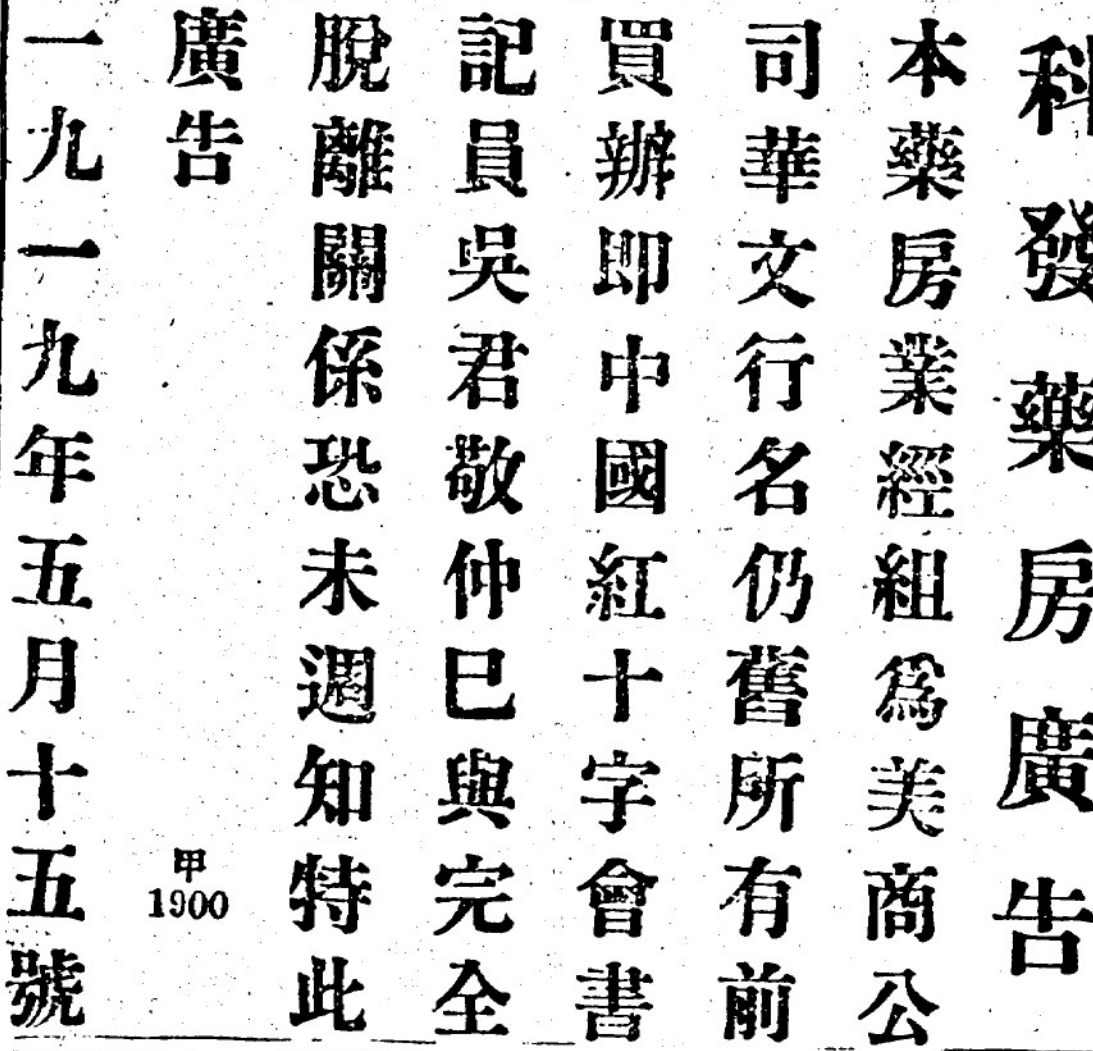 科發藥房廣告
本藥房業經組爲美商公
司華文行名仍舊所有前
買辦即中國紅十字會書
記員吳君敬仲巳與完全
脫離關係恐未週知特此
廣告
甲
1900
一九一九年五月十五號